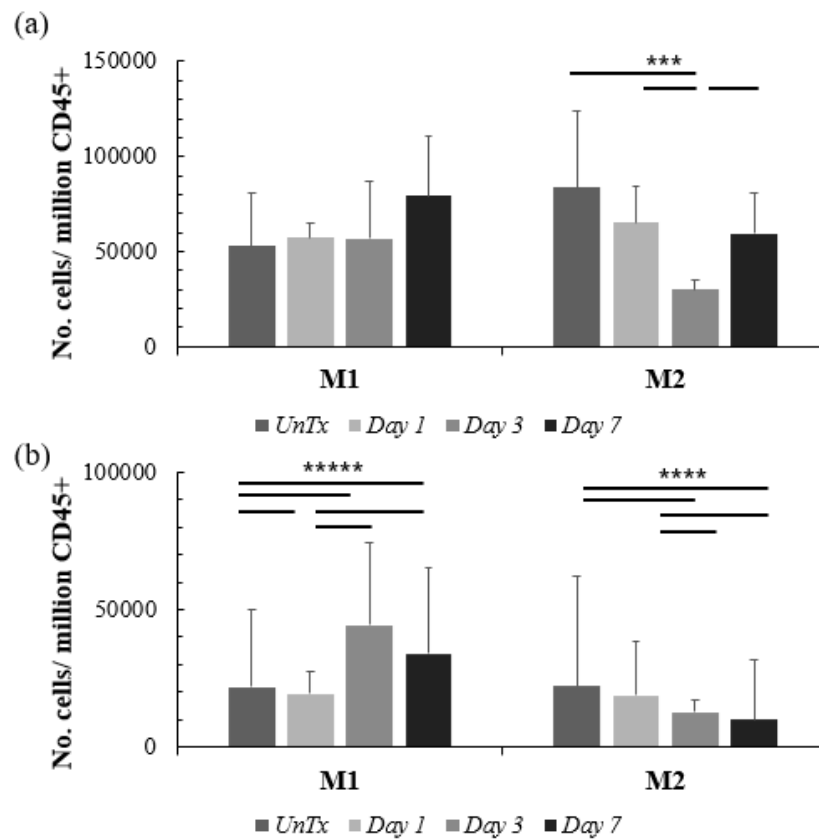 (a)
No. cells/ million CD45+
150000
100000
50000
0
***
M1
M2
UnTx Day 1 Day 3 Day 7
(b)
No. cells/ million CD45+
100000
50000
0
*****
****
M1
M2
UnTx Day 1 Day 3 Day 7